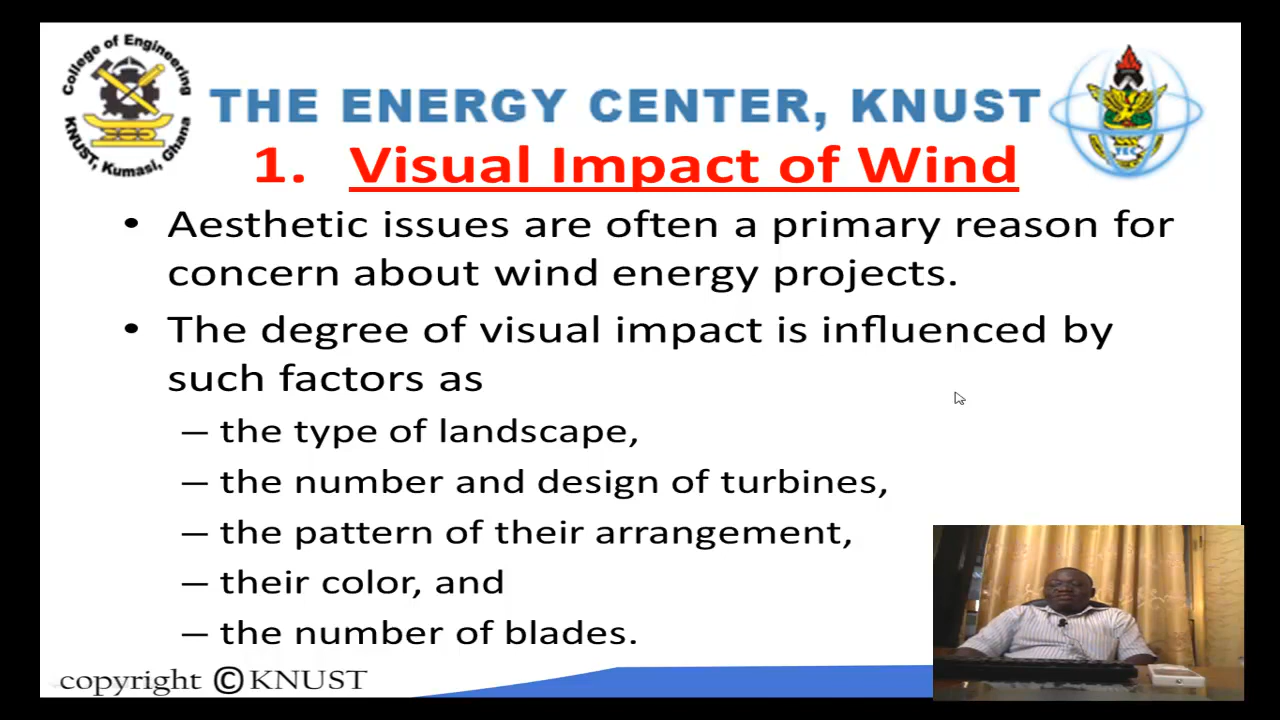 College of Engineering
KNUST, Kumasi, Ghana
THE ENERGY CENTER, KNUST
TEC
1. Visual Impact of Wind
• Aesthetic issues are often a primary reason for
concern about wind energy projects.
• The degree of visual impact is influenced by
such factors as
– the type of landscape,
– the number and design of turbines,
– the pattern of their arrangement,
– their color, and
– the number of blades.
copyright ©KNUST